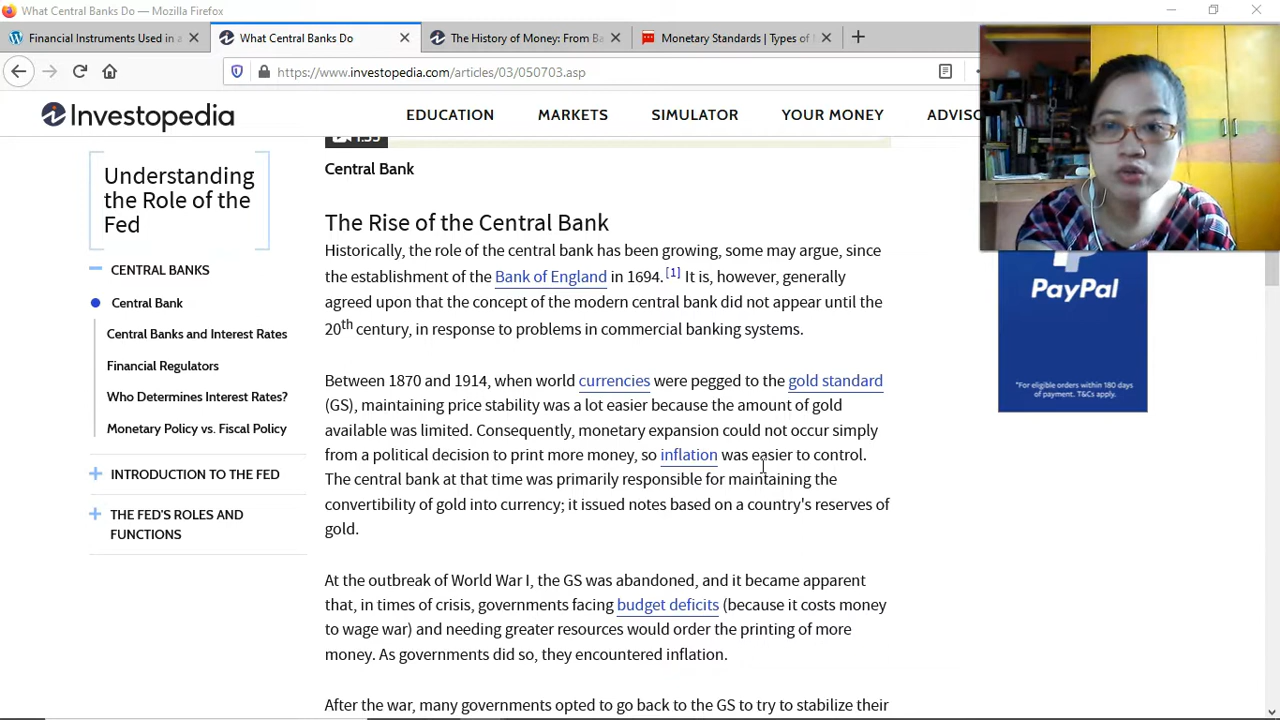 What Central Banks Do — Mozilla Firefox
Financial Instruments Used in a
What Central Banks Do
The History of Money: From Ba
Monetary Standards | Types of
https://www.investopedia.com/articles/03/050703.asp
Investopedia
EDUCATION
MARKETS
SIMULATOR
YOUR MONEY
ADVISO
Understanding
the Role of the
Fed
CENTRAL BANKS
Central Bank
Central Banks and Interest Rates
Financial Regulators
Who Determines Interest Rates?
Monetary Policy vs. Fiscal Policy
INTRODUCTION TO THE FED
THE FED'S ROLES AND
FUNCTIONS
Central Bank
The Rise of the Central Bank
Historically, the role of the central bank has been growing, some may argue, since
the establishment of the Bank of England in 1694.[1] It is, however, generally
agreed upon that the concept of the modern central bank did not appear until the
20th century, in response to problems in commercial banking systems.
Between 1870 and 1914, when world currencies were pegged to the gold standard
(GS), maintaining price stability was a lot easier because the amount of gold
available was limited. Consequently, monetary expansion could not occur simply
from a political decision to print more money, so inflation was easier to control.
The central bank at that time was primarily responsible for maintaining the
convertibility of gold into currency; it issued notes based on a country's reserves of
gold.
At the outbreak of World War I, the GS was abandoned, and it became apparent
that, in times of crisis, governments facing budget deficits (because it costs money
to wage war) and needing greater resources would order the printing of more
money. As governments did so, they encountered inflation.
After the war, many governments opted to go back to the GS to try to stabilize their
PayPal
*For eligible orders within 180 days
of payment. T&Cs apply.